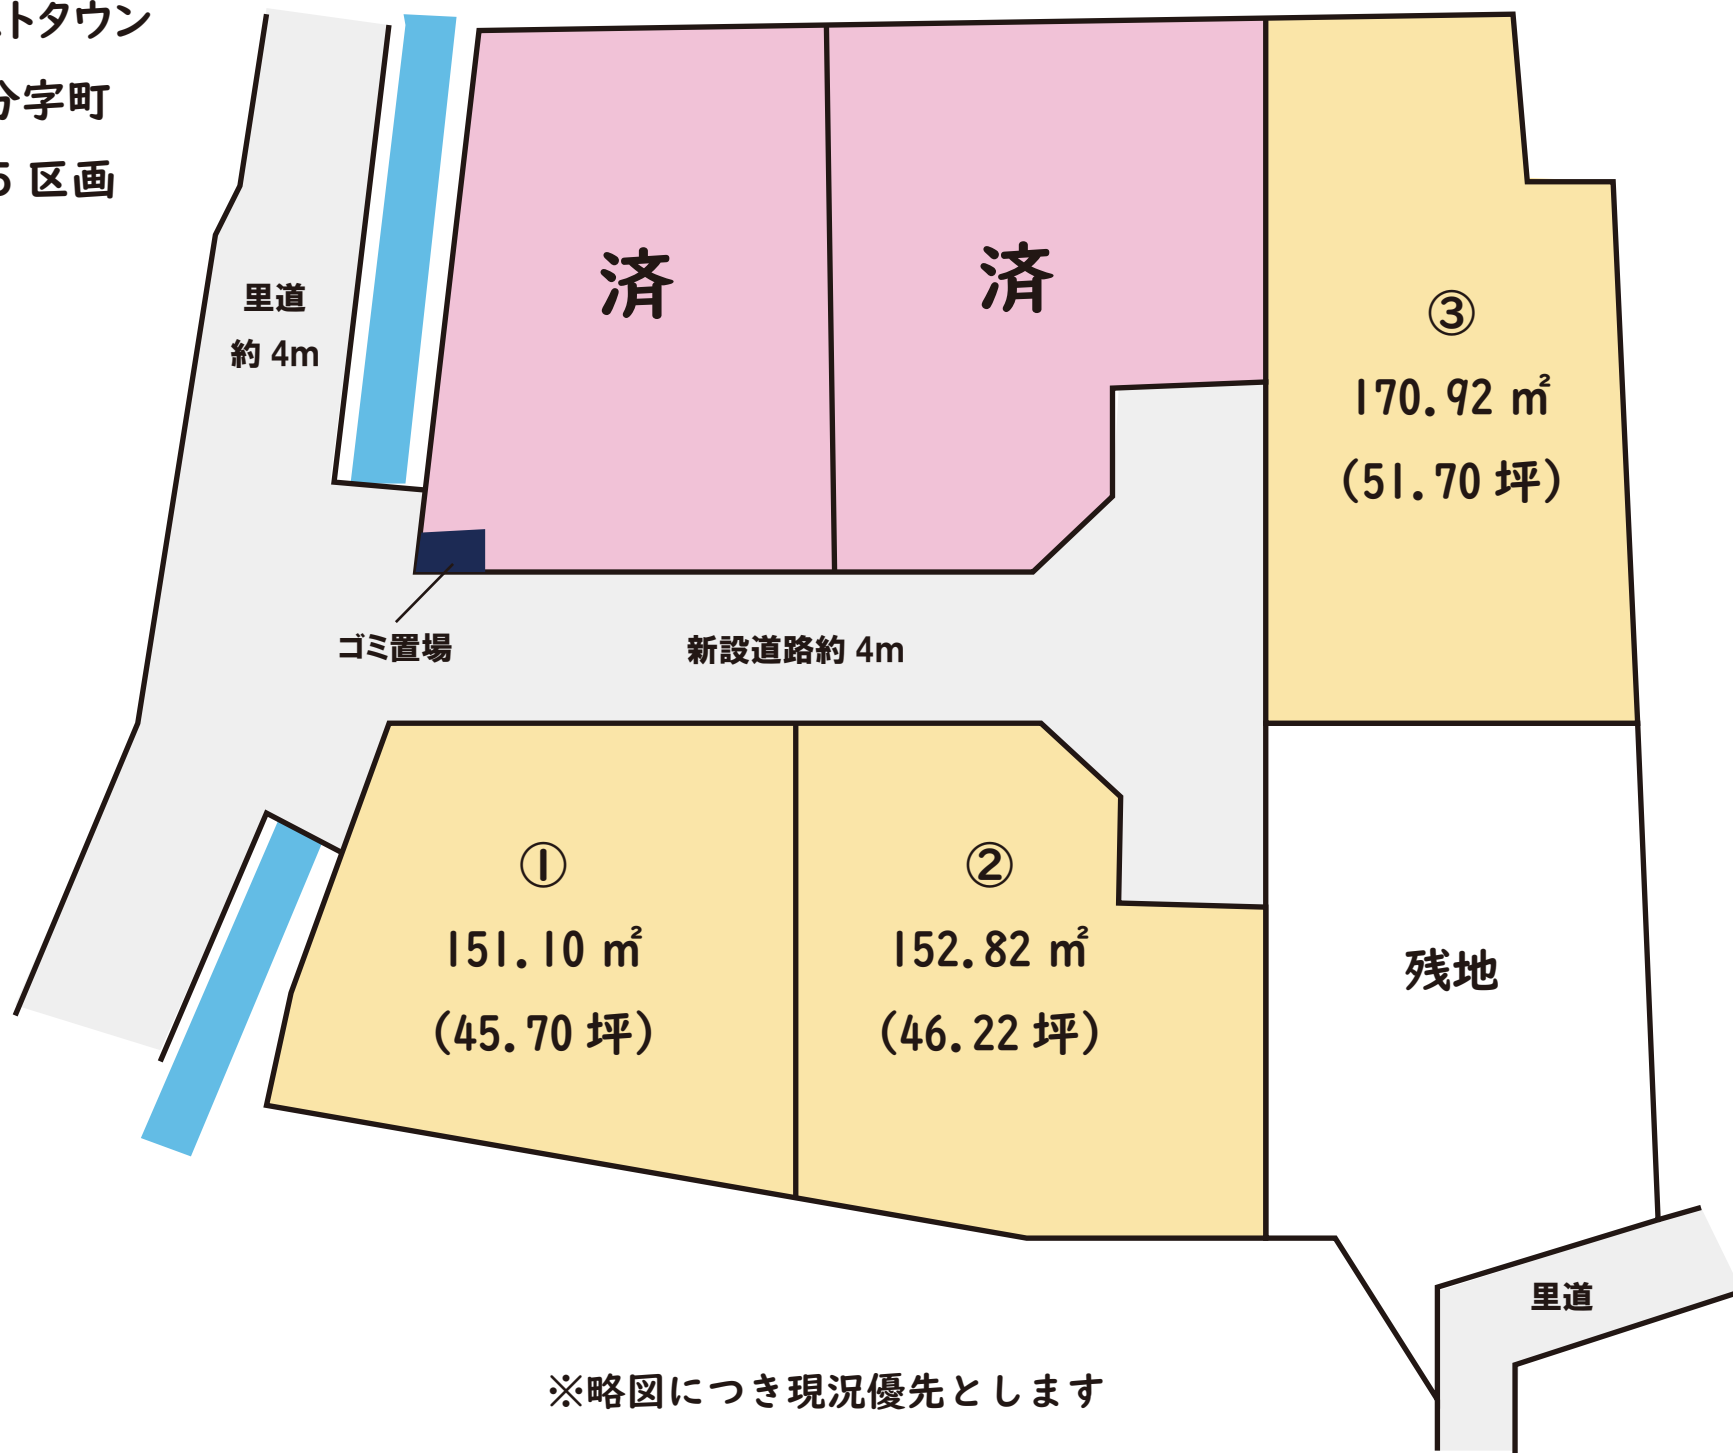 トタウン
分字町
5 区画
済
済
里道
約 4m
③
170.92 ㎡
(51.70 坪)
ゴミ置場
新設道路約 4m
①
151.10 ㎡
(45.70 坪)
②
152.82 ㎡
(46.22 坪)
残地
里道
※略図につき現況優先とします